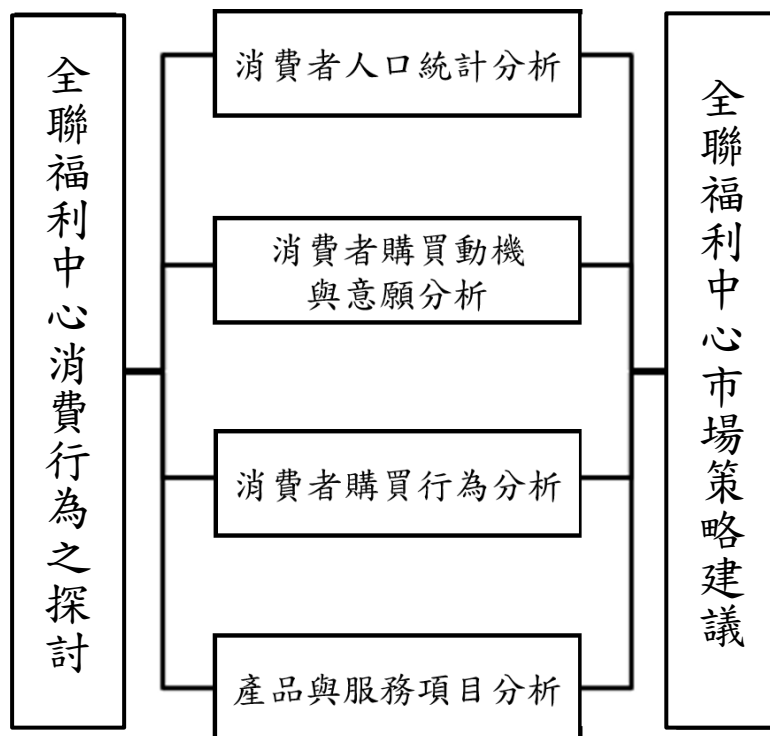 全聯福利中心消費行為之探討
消費者人口統計分析
消費者購買動機
與意願分析
消費者購買行為分析
產品與服務項目分析
全聯福利中心市場策略建議